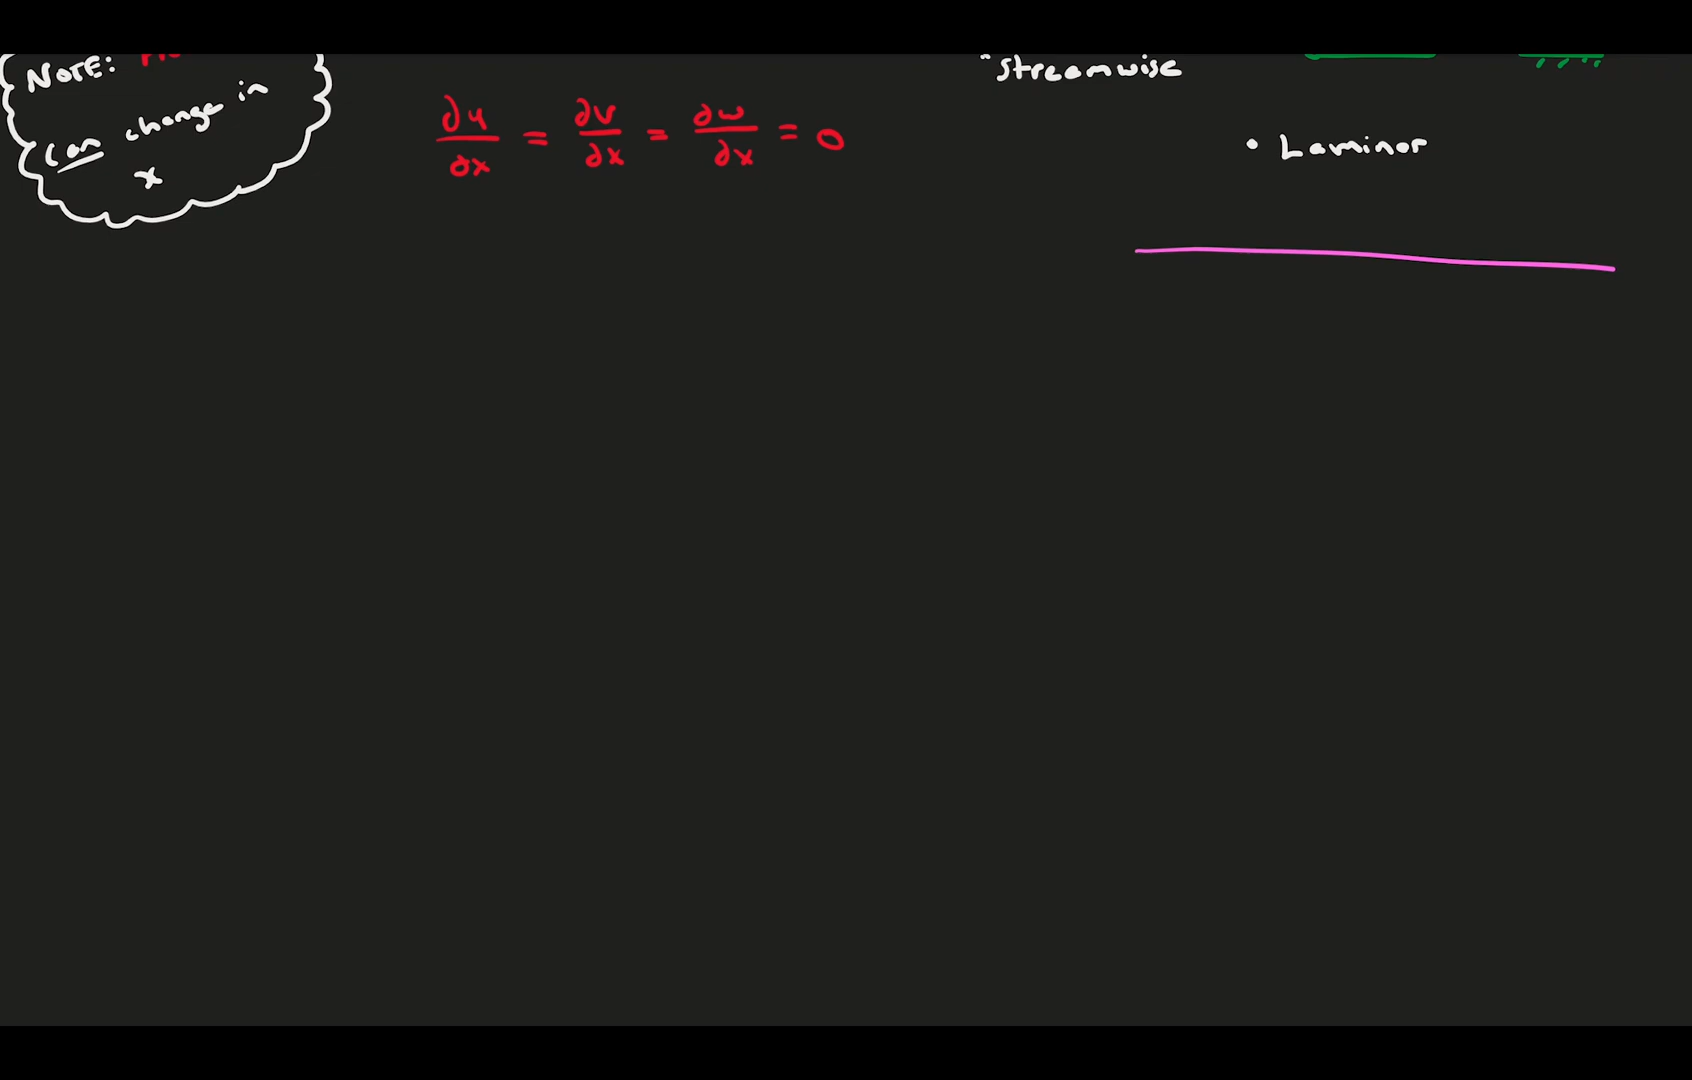 NOTE:
can change in
x
∂u/∂x = ∂v/∂x = ∂w/∂x = 0
"streamwise
• Laminar